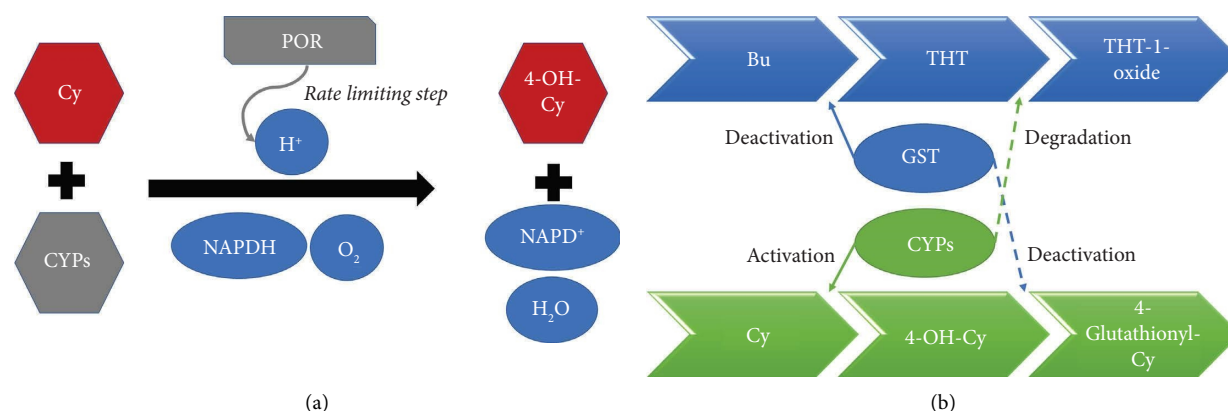 POR
Cy
Rate limiting step
4-OH-
Cy
H⁺
CYPs
NAPDH
O₂
NAPD⁺
H₂O
(a)
Bu
THT
THT-1-
oxide
Deactivation
GST
Degradation
CYPs
Activation
Deactivation
Cy
4-OH-Cy
4-
Glutathionyl-
Cy
(b)